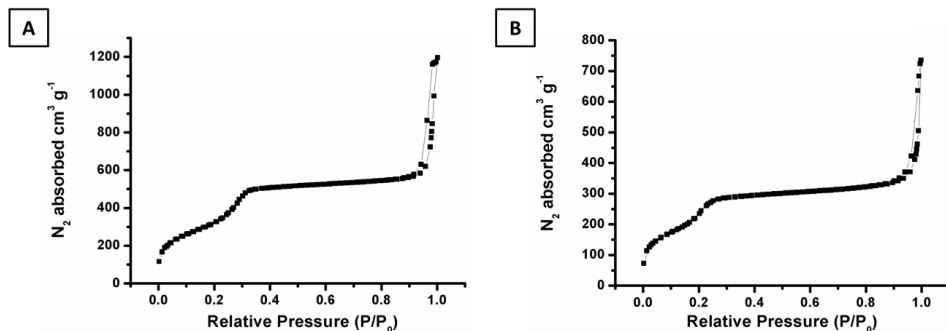 A
B
N₂ absorbed cm³ g⁻¹
1200
1000
800
600
400
200
0
0.0 0.2 0.4 0.6 0.8 1.0
Relative Pressure (P/P₀)
N₂ absorbed cm³ g⁻¹
800
700
600
500
400
300
200
100
0
0.0 0.2 0.4 0.6 0.8 1.0
Relative Pressure (P/P₀)